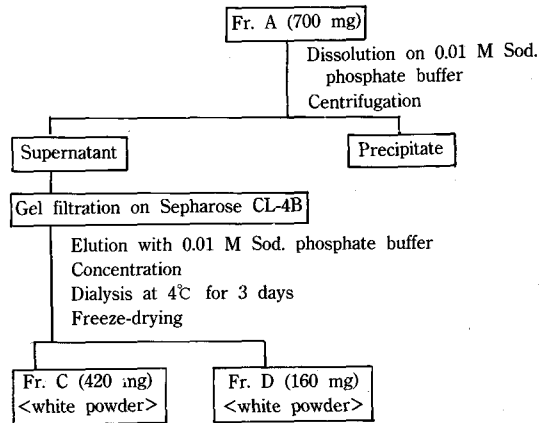 Fr. A (700 mg)
Dissolution on 0.01 M Sod.
phosphate buffer
Centrifugation
Supernatant
Precipitate
Gel filtration on Sepharose CL-4B
Elution with 0.01 M Sod. phosphate buffer
Concentration
Dialysis at 4℃ for 3 days
Freeze-drying
Fr. C (420 mg)
<white powder>
Fr. D (160 mg)
<white powder>